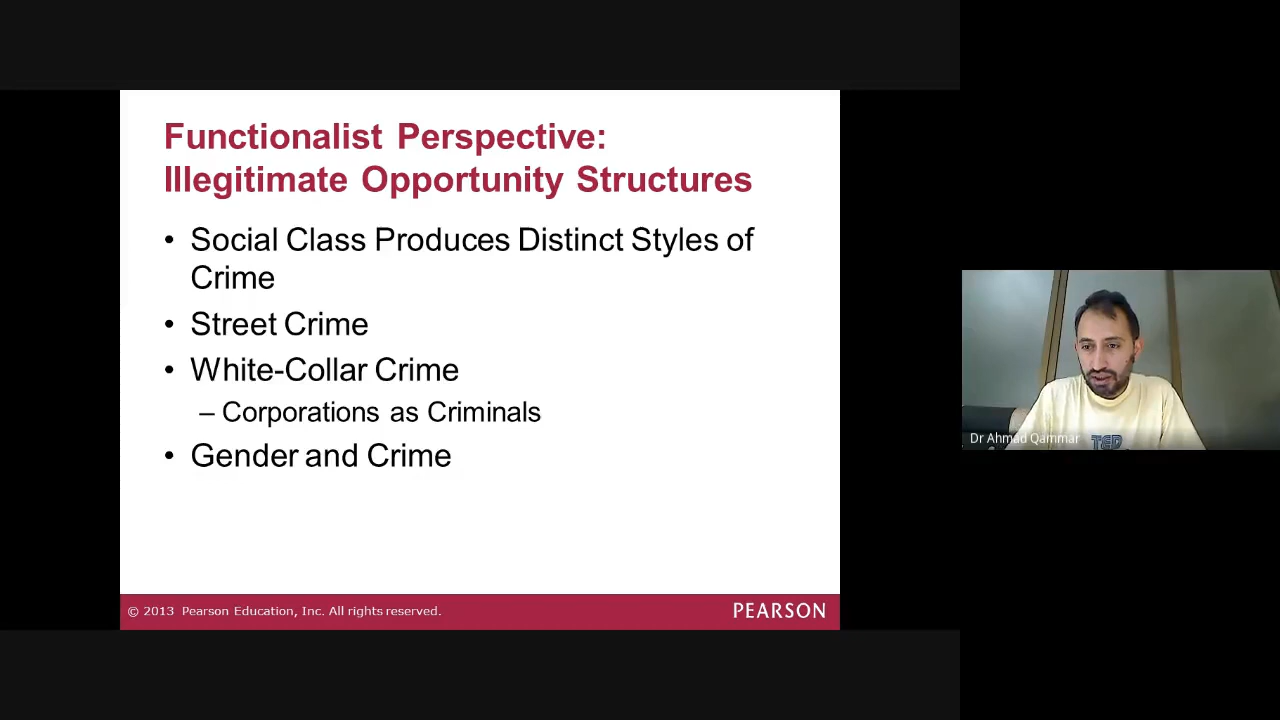 Functionalist Perspective:
Illegitimate Opportunity Structures
• Social Class Produces Distinct Styles of
Crime
• Street Crime
• White-Collar Crime
– Corporations as Criminals
• Gender and Crime
© 2013 Pearson Education, Inc. All rights reserved.
PEARSON
Dr Ahmad Qammar
TED